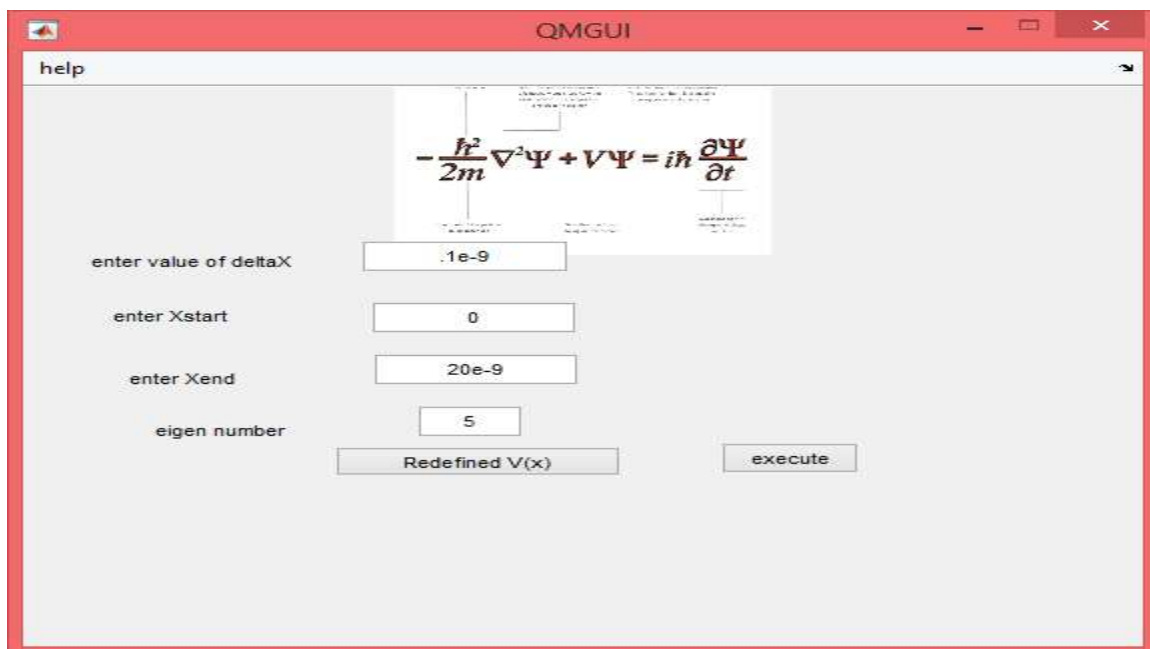 QMGUI
help
-ħ²/2m ∇²Ψ + VΨ = iħ ∂Ψ/∂t
enter value of deltaX .1e-9
enter Xstart 0
enter Xend 20e-9
eigen number 5
Redefined V(x) execute